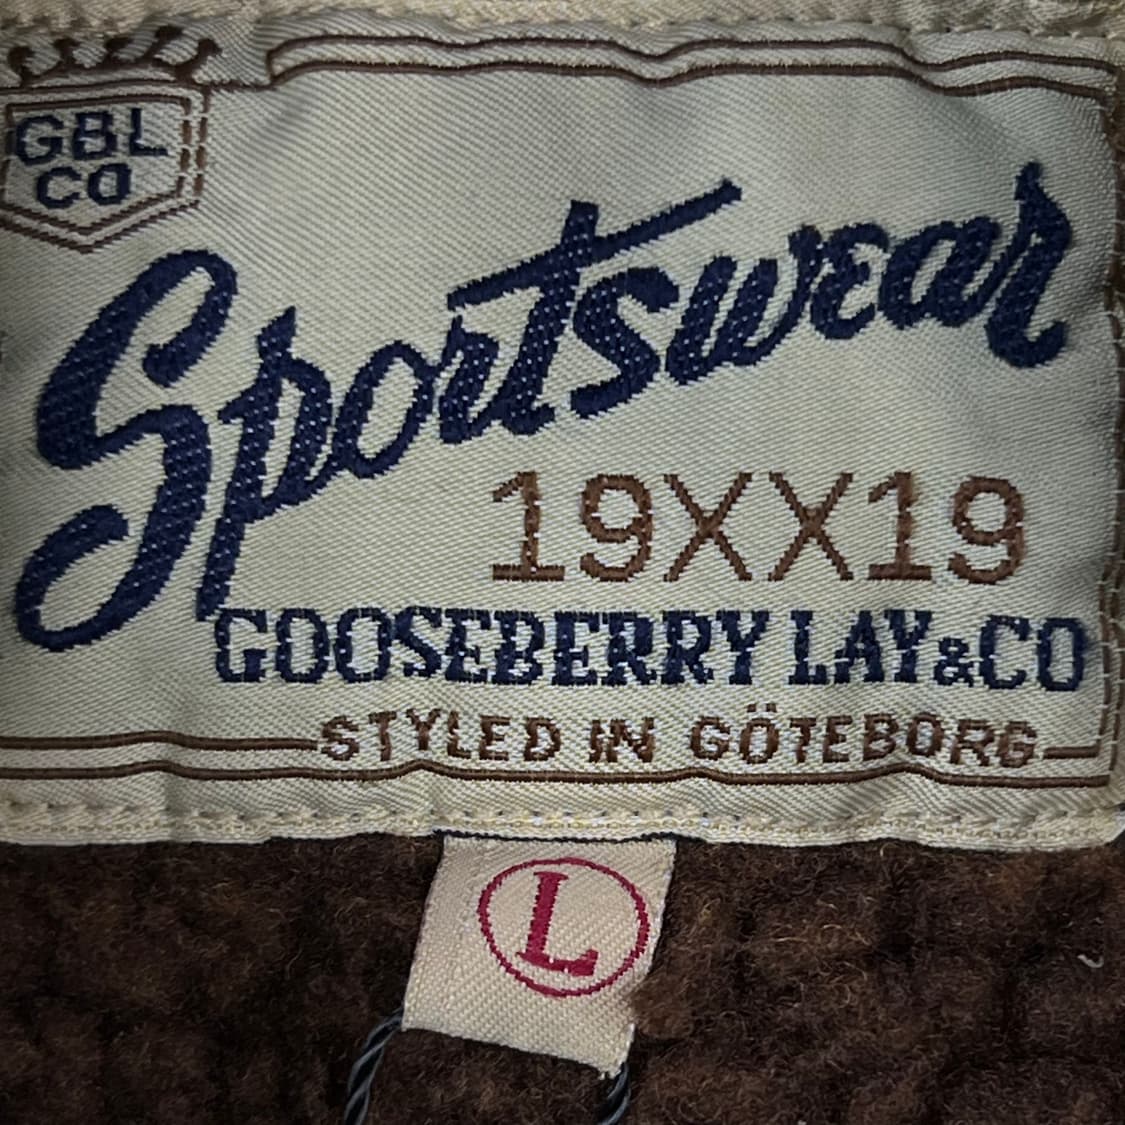 GBL
CO
Sportswear
19XX19
GOOSEBERRY LAY&CO
STYLED IN GÖTEBORG
L